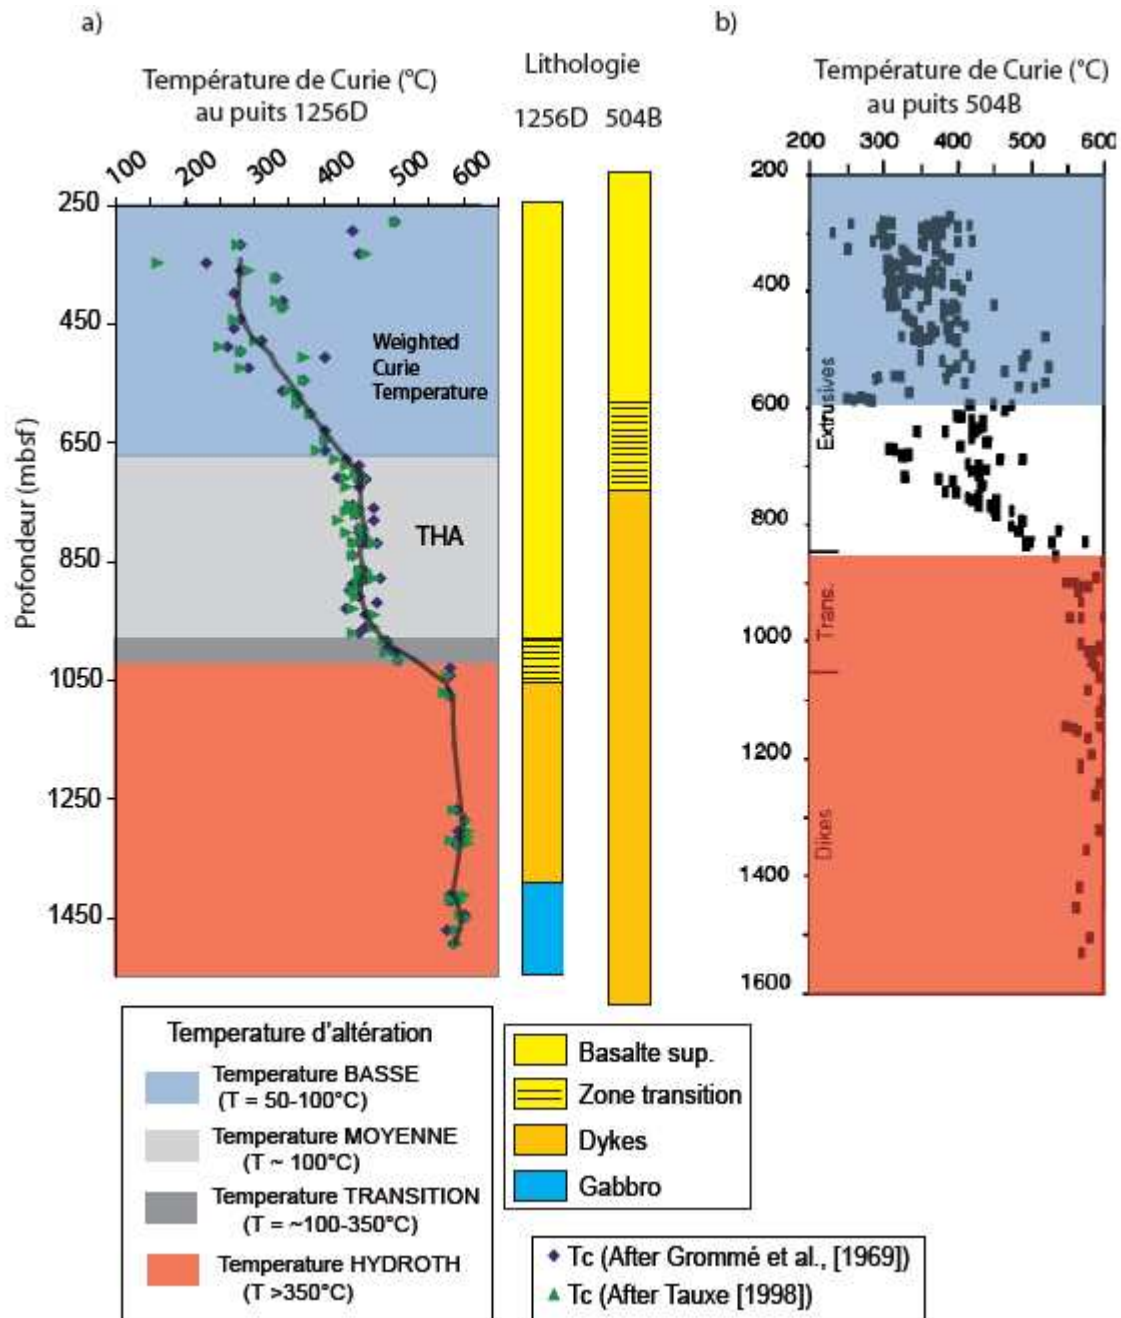 a)
b)
Température de Curie (°C)
au puits 1256D
Lithologie
1256D 504B
Température de Curie (°C)
au puits 504B
100 200 300 400 500 600
200 300 400 500 600
Profondeur (mbsf)
250
450
650
850
1050
1250
1450
Weighted
Curie
Temperature
THA
200
400
600
800
1000
1200
1400
1600
Extrusives
Trans.
Dikes
Temperature d'altération
Temperature BASSE
(T = 50-100°C)
Temperature MOYENNE
(T ~ 100°C)
Temperature TRANSITION
(T = ~100-350°C)
Temperature HYDROTH
(T >350°C)
Basalte sup.
Zone transition
Dykes
Gabbro
Tc (After Grommé et al., [1969])
Tc (After Tauxe [1998])